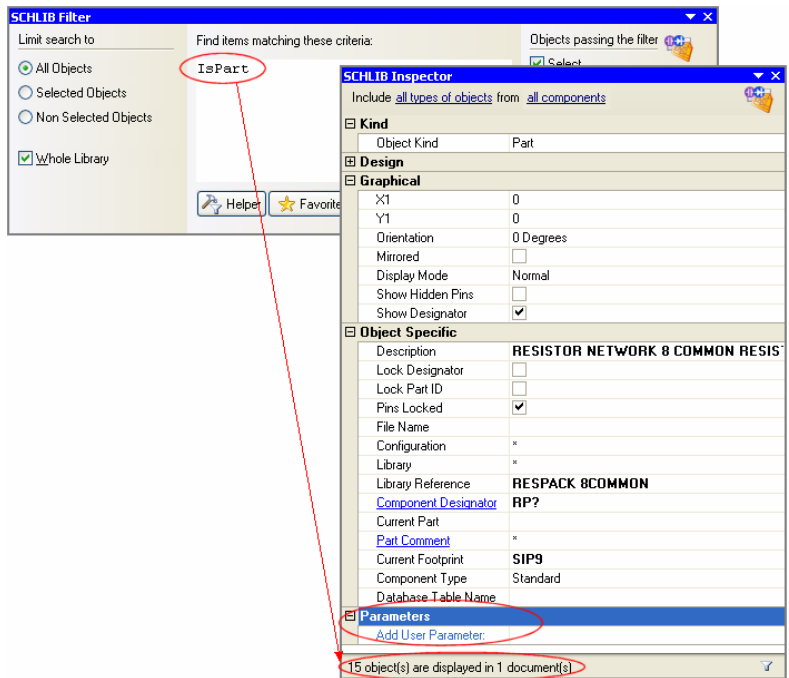 SCHLIB Filter
Limit search to
Find items matching these criteria:
Objects passing the filter
All Objects
Selected Objects
Non Selected Objects
Whole Library
IsPart
Select
Helper
Favorite
SCHLIB Inspector
Include all types of objects from all components
Kind
Object Kind Part
Design
Graphical
X1 0
Y1 0
Orientation 0 Degrees
Mirrored
Display Mode Normal
Show Hidden Pins
Show Designator
Object Specific
Description RESISTOR NETWORK 8 COMMON RESIS
Lock Designator
Lock Part ID
Pins Locked
File Name
Configuration *
Library *
Library Reference RESPACK 8COMMON
Component Designator RP?
Current Part
Part Comment *
Current Footprint SIP9
Component Type Standard
Database Table Name
Parameters
Add User Parameter:
15 object(s) are displayed in 1 document(s)